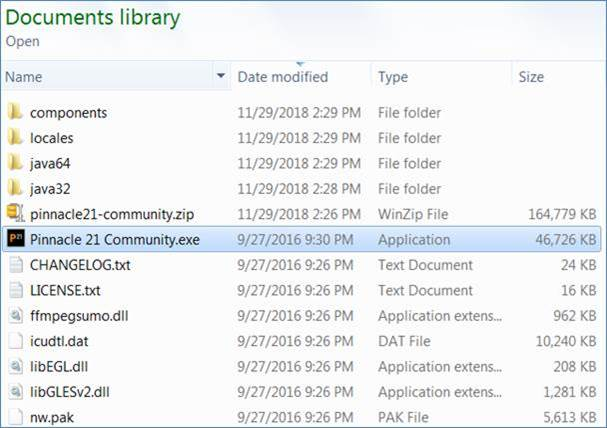 Documents library
Open
Name Date modified Type Size
components 11/29/2018 2:29 PM File folder
locales 11/29/2018 2:29 PM File folder
java64 11/29/2018 2:29 PM File folder
java32 11/29/2018 2:28 PM File folder
pinnacle21-community.zip 11/29/2018 2:26 PM WinZip File 164,779 KB
P21 Pinnacle 21 Community.exe 9/27/2016 9:30 PM Application 46,726 KB
CHANGELOG.txt 9/27/2016 9:26 PM Text Document 24 KB
LICENSE.txt 9/27/2016 9:26 PM Text Document 16 KB
ffmpegsumo.dll 9/27/2016 9:26 PM Application extens... 962 KB
icudtl.dat 9/27/2016 9:26 PM DAT File 10,240 KB
libEGL.dll 9/27/2016 9:26 PM Application extens... 208 KB
libGLESv2.dll 9/27/2016 9:26 PM Application extens... 1,281 KB
nw.pak 9/27/2016 9:26 PM PAK File 5,613 KB